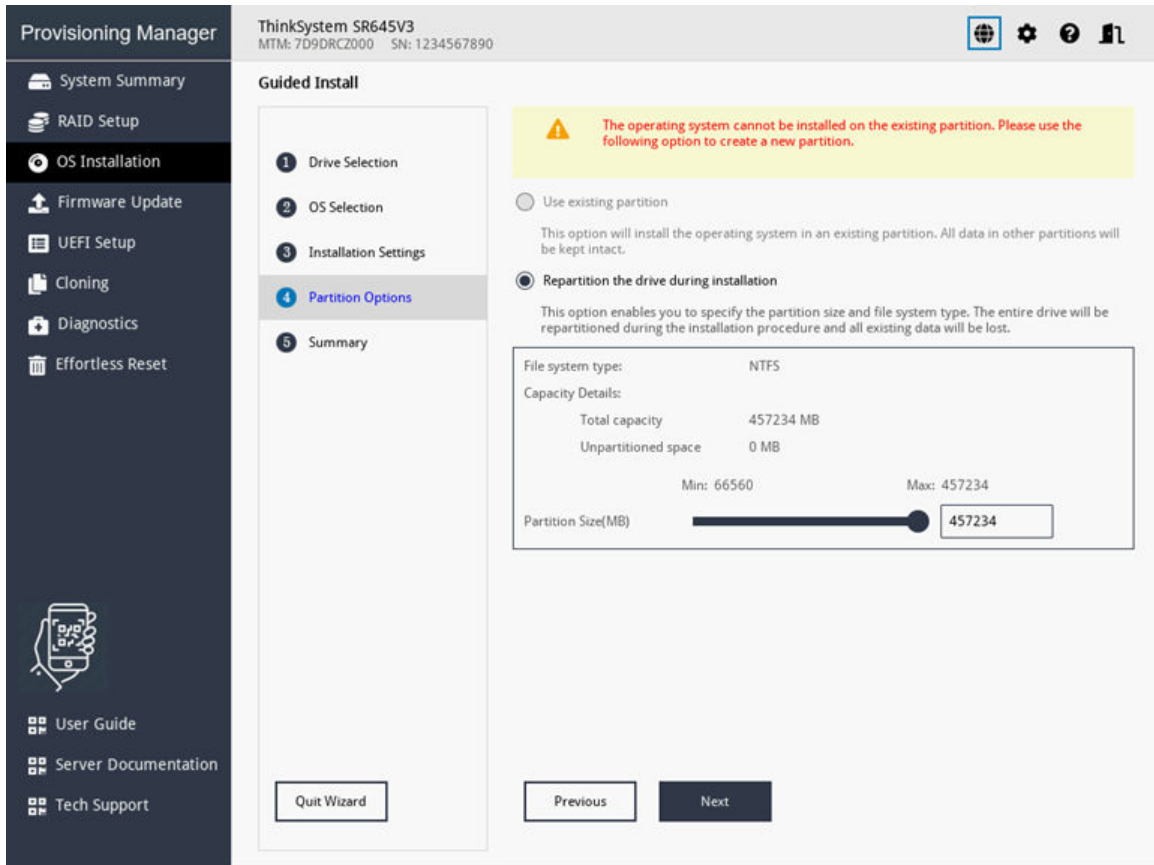 Provisioning Manager
ThinkSystem SR645V3
MTM: 7D9DRCZ000 SN: 1234567890
System Summary
RAID Setup
OS Installation
Firmware Update
UEFI Setup
Cloning
Diagnostics
Effortless Reset
User Guide
Server Documentation
Tech Support
Guided Install
1 Drive Selection
2 OS Selection
3 Installation Settings
4 Partition Options
5 Summary
Quit Wizard
The operating system cannot be installed on the existing partition. Please use the
following option to create a new partition.
Use existing partition
This option will install the operating system in an existing partition. All data in other partitions will
be kept intact.
Repartition the drive during installation
This option enables you to specify the partition size and file system type. The entire drive will be
repartitioned during the installation procedure and all existing data will be lost.
File system type: NTFS
Capacity Details:
Total capacity 457234 MB
Unpartitioned space 0 MB
Min: 66560 Max: 457234
Partition Size(MB) 457234
Previous Next